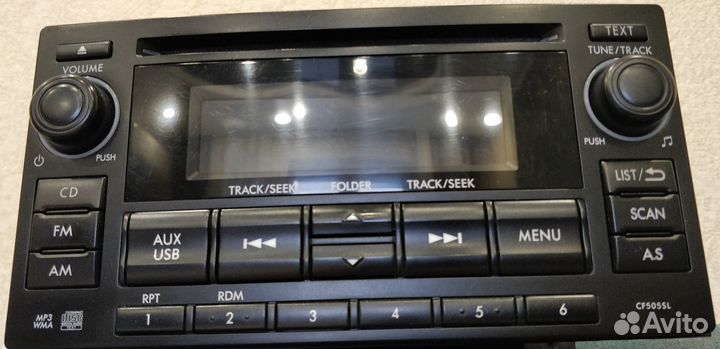 TEXT
VOLUME
TUNE/TRACK
PUSH
PUSH
TRACK/SEEK
FOLDER
TRACK/SEEK
CD
LIST/
FM
AUX
USB
MENU
SCAN
AM
A.S
MP3
WMA
RPT
1
RDM
2
3
4
5
6
CF505SL
Avito